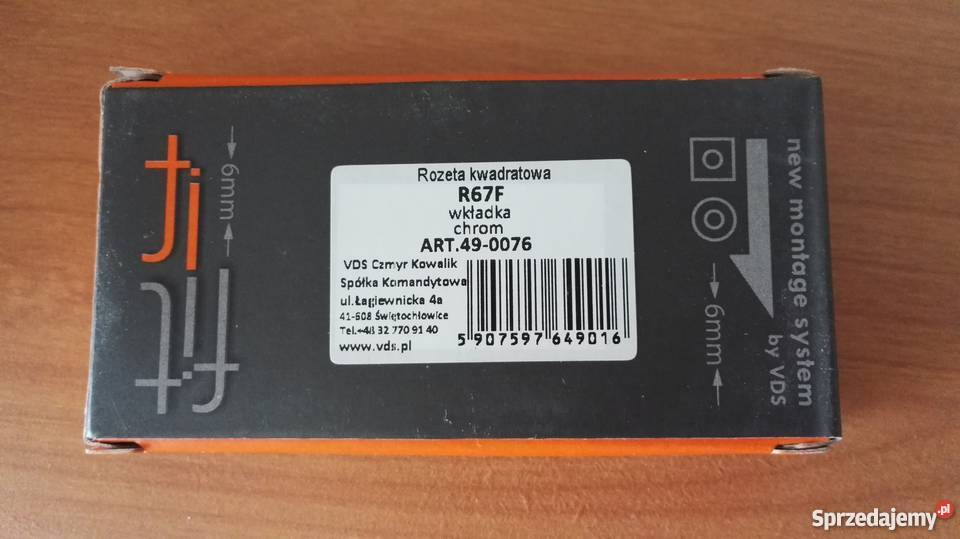 Rozeta kwadratowa
R67F
wkładka
chrom
ART.49-0076
VDS Czmyr Kowalik
Spółka Komandytowa
ul.Łagiewnicka 4a
41-608 Świętochłowice
Tel.+48 32 770 91 40
www.vds.pl
5 907597 649016
6mm
fit
new montage system
by VDS
6mm
Sprzedajemy.pl